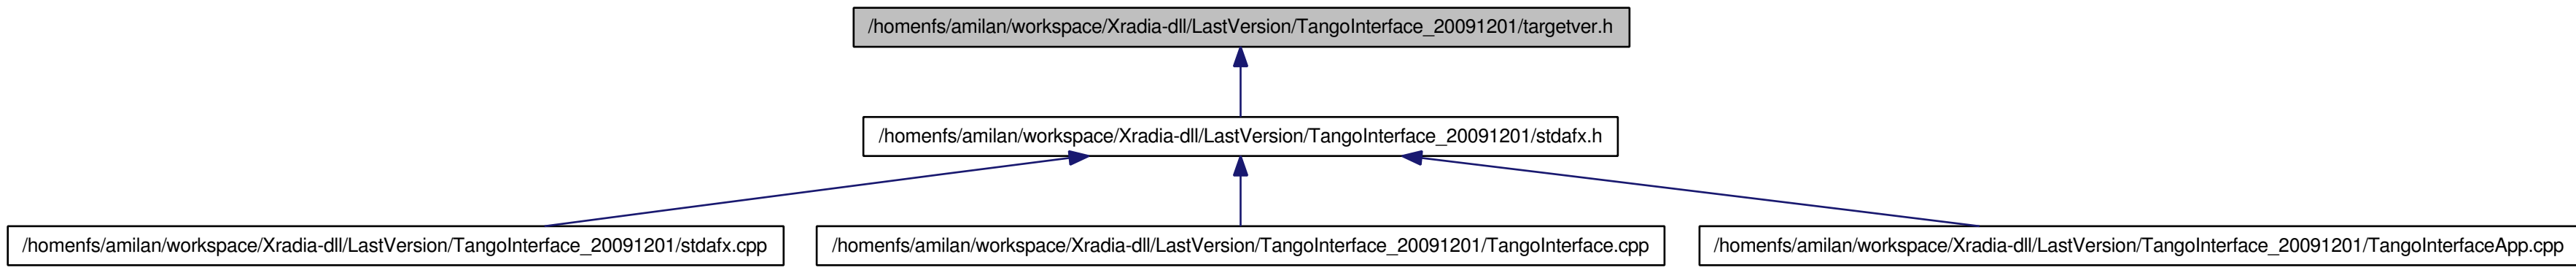 /homenfs/amilan/workspace/Xradia-dll/LastVersion/TangoInterface_20091201/targetver.h
/homenfs/amilan/workspace/Xradia-dll/LastVersion/TangoInterface_20091201/stdafx.h
/homenfs/amilan/workspace/Xradia-dll/LastVersion/TangoInterface_20091201/stdafx.cpp
/homenfs/amilan/workspace/Xradia-dll/LastVersion/TangoInterface_20091201/TangoInterface.cpp
/homenfs/amilan/workspace/Xradia-dll/LastVersion/TangoInterface_20091201/TangoInterfaceApp.cpp